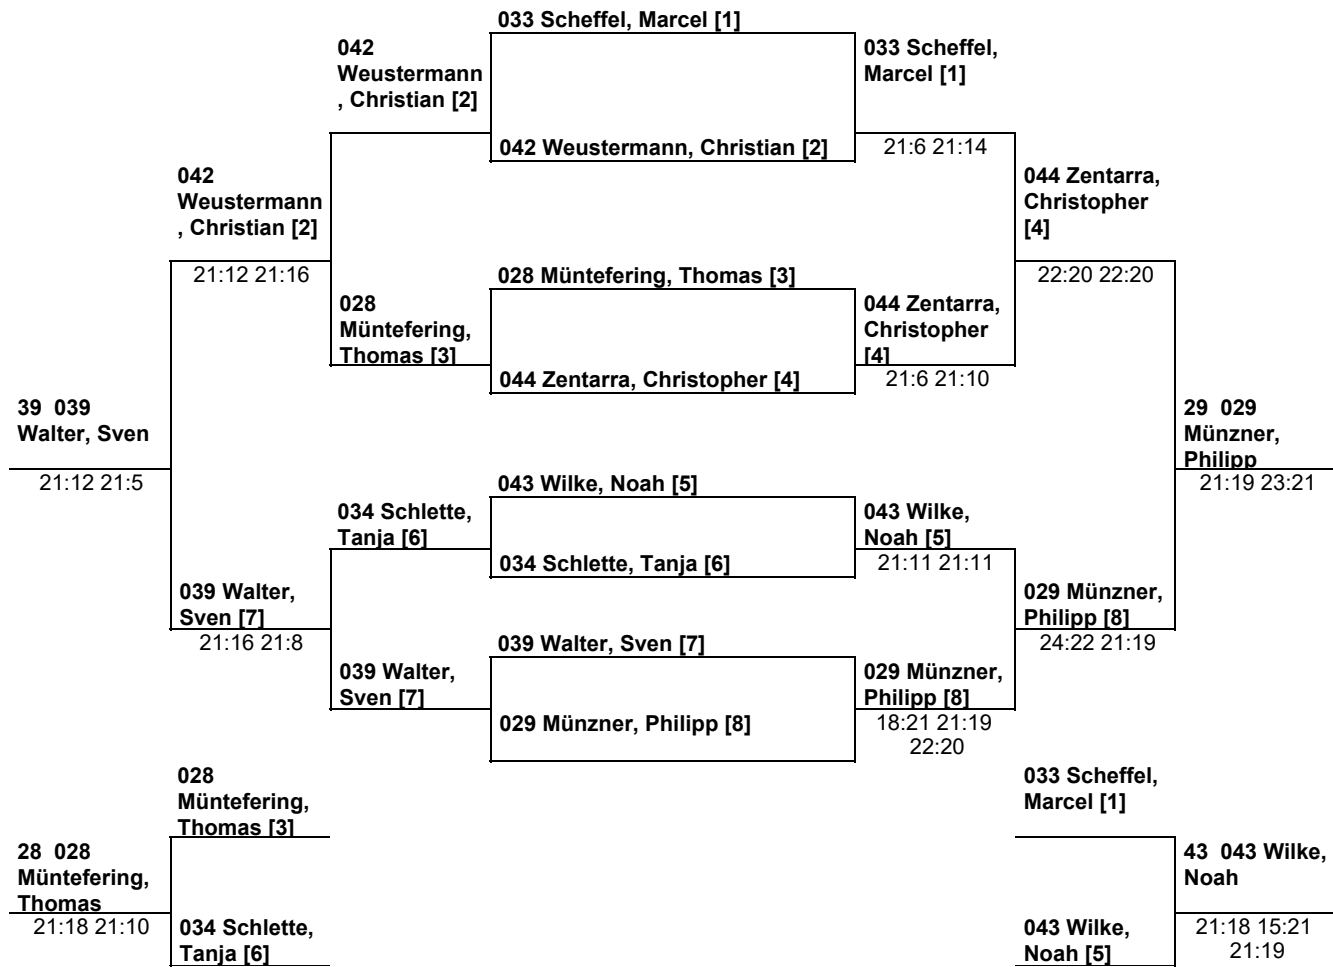 033 Scheffel, Marcel [1]
042
Weustermann
, Christian [2]
033 Scheffel,
Marcel [1]
042 Weustermann, Christian [2]
21:6 21:14
042
Weustermann
, Christian [2]
044 Zentarra,
Christopher
[4]
21:12 21:16
028 Müntefering, Thomas [3]
22:20 22:20
028
Müntefering,
Thomas [3]
044 Zentarra,
Christopher
[4]
044 Zentarra, Christopher [4]
21:6 21:10
39 039
Walter, Sven
29 029
Münzner,
Philipp
21:12 21:5
21:19 23:21
043 Wilke, Noah [5]
034 Schlette,
Tanja [6]
043 Wilke,
Noah [5]
034 Schlette, Tanja [6]
21:11 21:11
039 Walter,
Sven [7]
029 Münzner,
Philipp [8]
21:16 21:8
24:22 21:19
039 Walter, Sven [7]
039 Walter,
Sven [7]
029 Münzner,
Philipp [8]
029 Münzner, Philipp [8]
18:21 21:19
22:20
028
Müntefering,
Thomas [3]
033 Scheffel,
Marcel [1]
28 028
Müntefering,
Thomas
43 043 Wilke,
Noah
21:18 21:10
034 Schlette,
Tanja [6]
043 Wilke,
Noah [5]
21:18 15:21
21:19